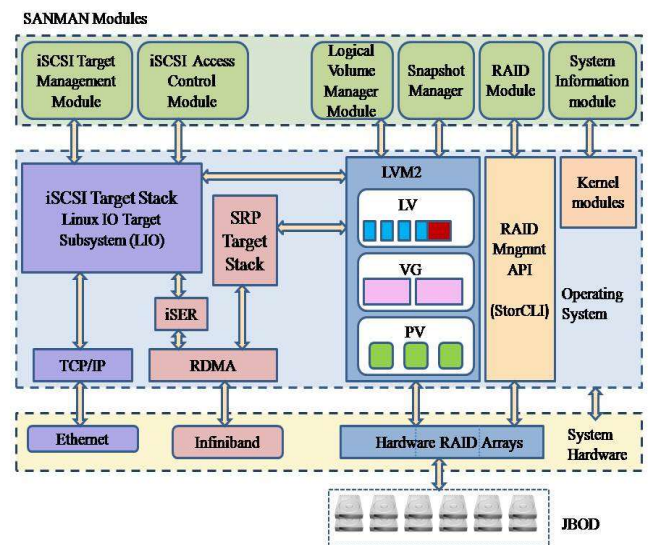 SANMAN Modules
iSCSI Target
Management
Module
iSCSI Access
Control
Module
Logical
Volume
Manager
Module
Snapshot
Manager
RAID
Module
System
Information
module
iSCSI Target Stack
Linux IO Target
Subsystem (LIO)
SRP
Target
Stack
iSER
TCP/IP
RDMA
LVM2
LV
VG
PV
RAID
Mngmnt
API
(StorCLI)
Kernel
modules
Operating
System
Ethernet
Infiniband
Hardware RAID Arrays
System
Hardware
JBOD